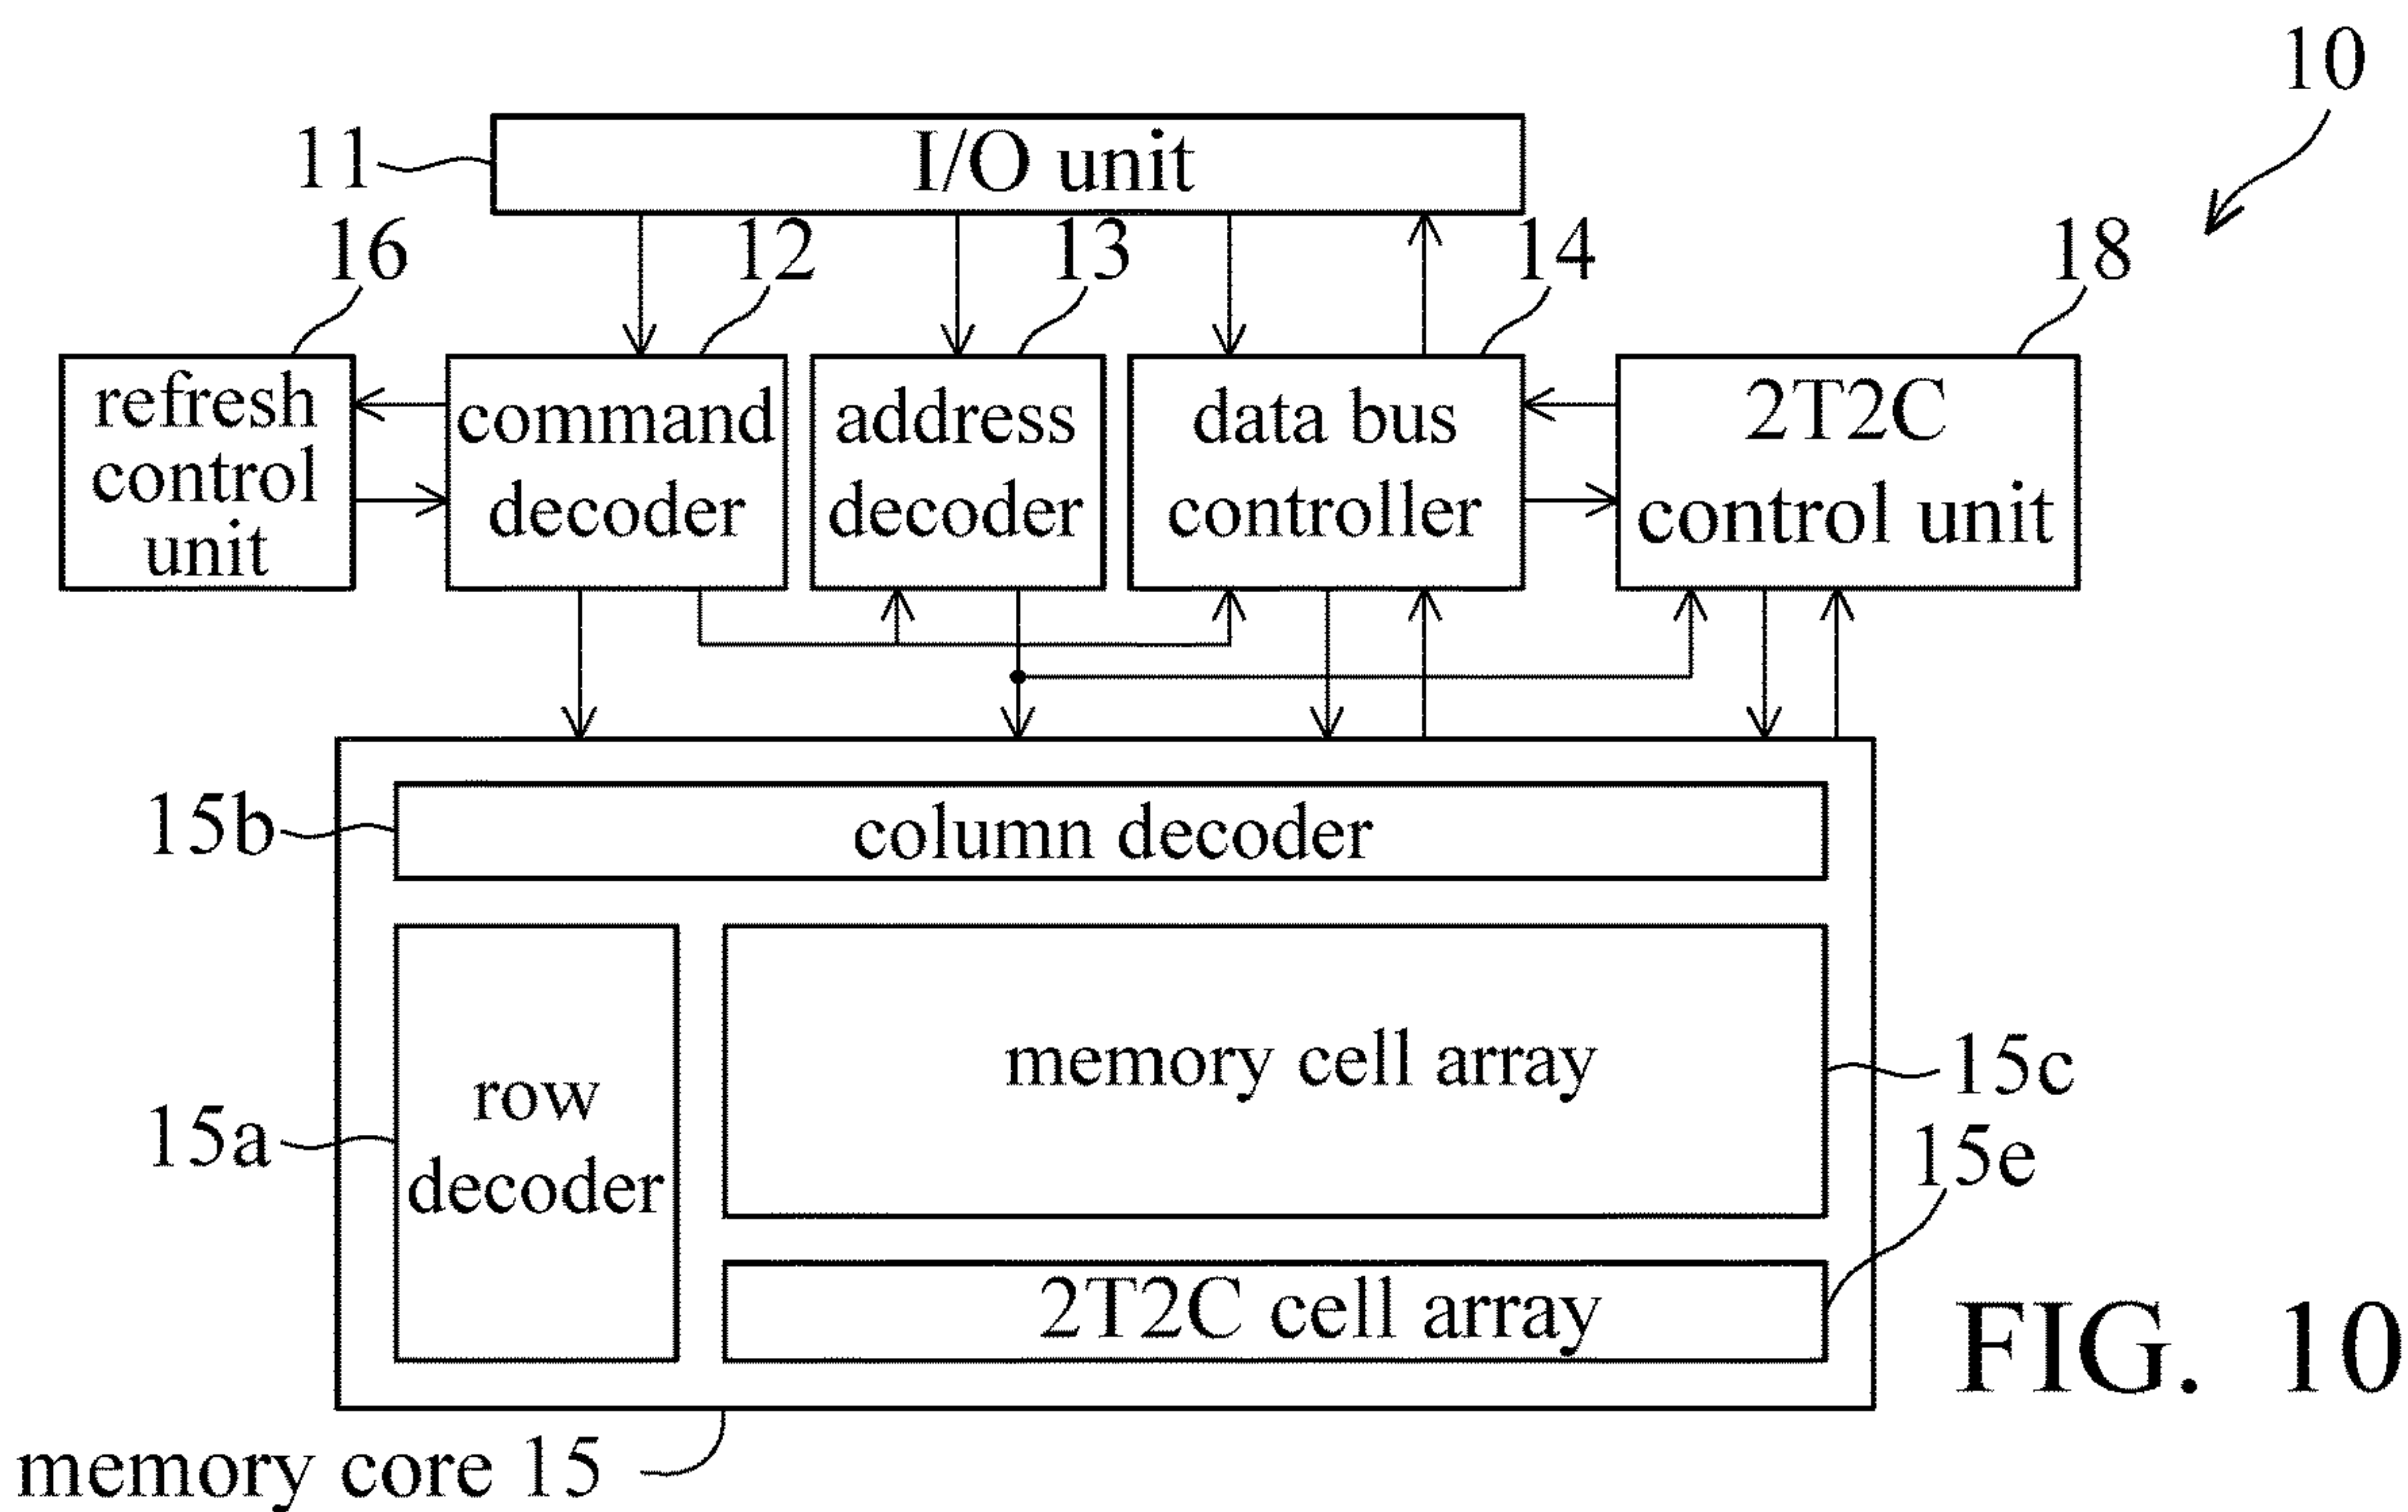 10
11
I/O unit
16
12
13
14
18
refresh
control
unit
command
decoder
address
decoder
data bus
controller
2T2C
control unit
15b
column decoder
15a
row
decoder
memory cell array
15c
15e
2T2C cell array
FIG. 10
memory core 15